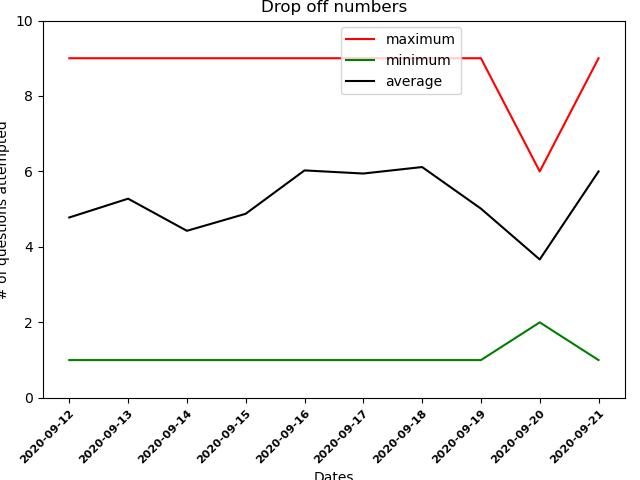 Drop off numbers
maximum
minimum
average
# of questions attempted
10
8
6
4
2
0
2020-09-12
2020-09-13
2020-09-14
2020-09-15
2020-09-16
2020-09-17
2020-09-18
2020-09-19
2020-09-20
2020-09-21
Dates